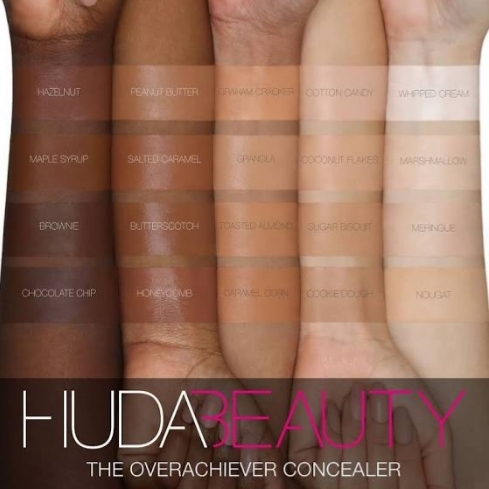 HAZELNUT PEANUT BUTTER GRAHAM CRACKER COTTON CANDY WHIPPED CREAM
MAPLE SYRUP SALTED CARAMEL GRANOLA COCONUT FLAKES MARSHMALLOW
BROWNIE BUTTERSCOTCH TOASTED ALMOND SUGAR BISCUIT MERINGUE
CHOCOLATE CHIP HONEYCOMB CARAMEL CORN COOKIE DOUGH NOUGAT
HUDABEAUTY
THE OVERACHIEVER CONCEALER